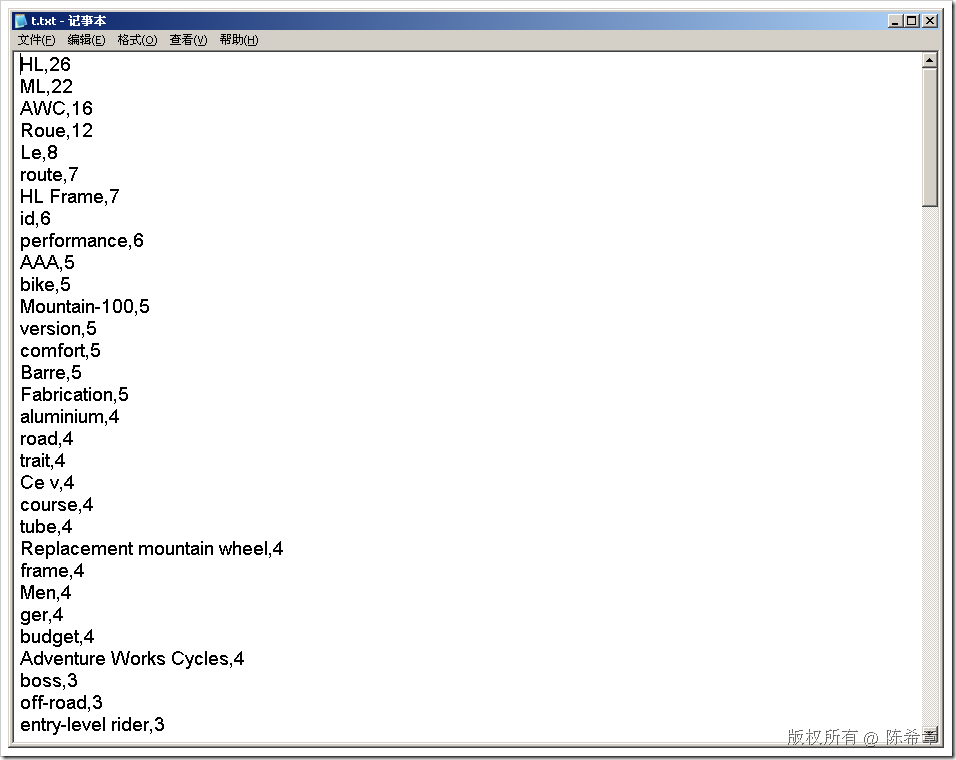 t.txt - 记事本
文件(F) 编辑(E) 格式(O) 查看(V) 帮助(H)
HL,26
ML,22
AWC,16
Roue,12
Le,8
route,7
HL Frame,7
id,6
performance,6
AAA,5
bike,5
Mountain-100,5
version,5
comfort,5
Barre,5
Fabrication,5
aluminium,4
road,4
trait,4
Ce v,4
course,4
tube,4
Replacement mountain wheel,4
frame,4
Men,4
ger,4
budget,4
Adventure Works Cycles,4
boss,3
off-road,3
entry-level rider,3
版权所有 @ 陈希章